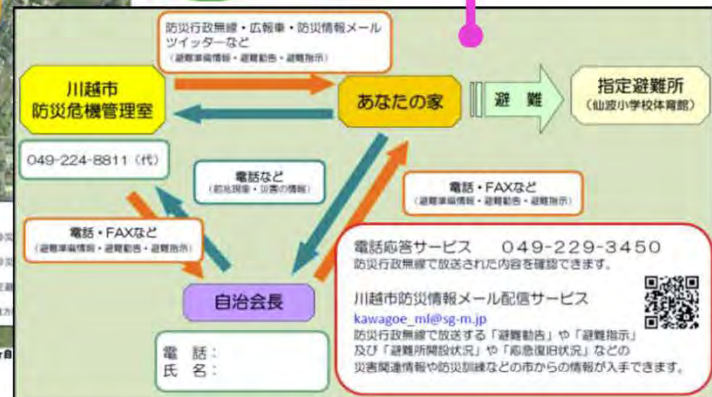 防災行政無線・広報車・防災情報メール
ツイッターなど
（避難準備情報・避難勧告・避難指示）
川越市
防災危機管理室
あなたの家
避 難
指定避難所
（仙波小学校体育館）
049-224-8811（代）
電話など
（前兆現象・災害の情報）
電話・FAXなど
（避難準備情報・避難勧告・避難指示）
電話・FAXなど
（避難準備情報・避難勧告・避難指示）
自治会長
電 話：
氏 名：
電話応答サービス 049-229-3450
防災行政無線で放送された内容を確認できます。
川越市防災情報メール配信サービス
kawagoe_ml@sg-m.jp
防災行政無線で放送する「避難勧告」や「避難指示」
及び「避難所開設状況」や「応急復旧状況」などの
災害関連情報や防災訓練などの市からの情報が入手できます。